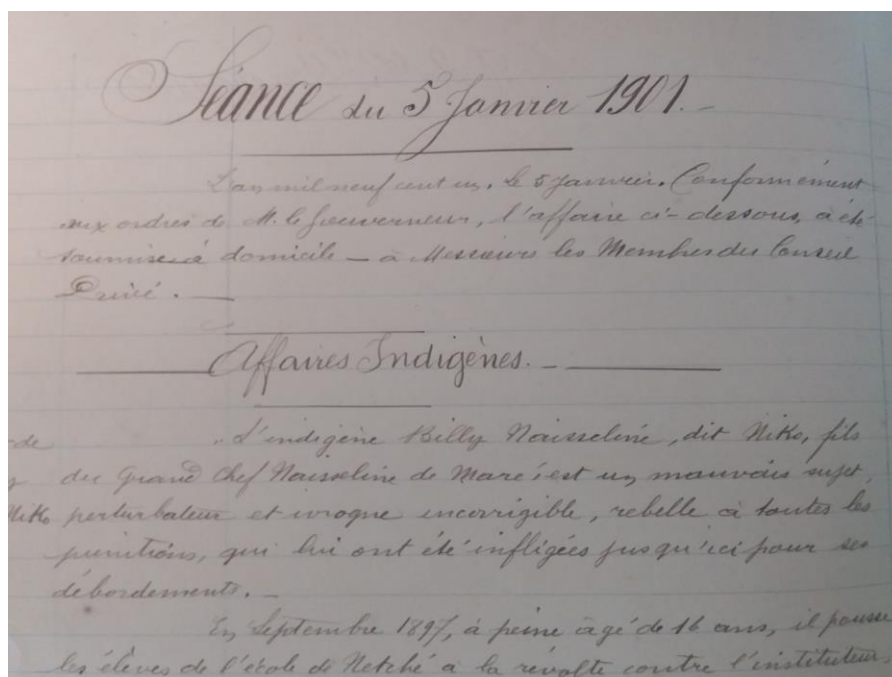 Séance du 5 Janvier 1901. -
L'an mil neuf cent un, le 5 Janvier. Conformément
aux ordres de M. le Gouverneur, l'affaire ci-dessous, a été
soumise à domicile - à Messieurs les Membres du Conseil
Privé. -
Affaires Indigènes. -
"L'indigène Billy Naisseline, dit Niko, fils
du Grand Chef Naisseline de Maré, est un mauvais sujet,
Niko perturbateur et ivrogne incorrigible, rebelle à toutes les
punitions, qui lui ont été infligées jusqu'ici pour ses
débordements. -
En Septembre 1897, à peine âgé de 16 ans, il pousse
les élèves de l'école de Netché à la révolte contre l'instituteur,